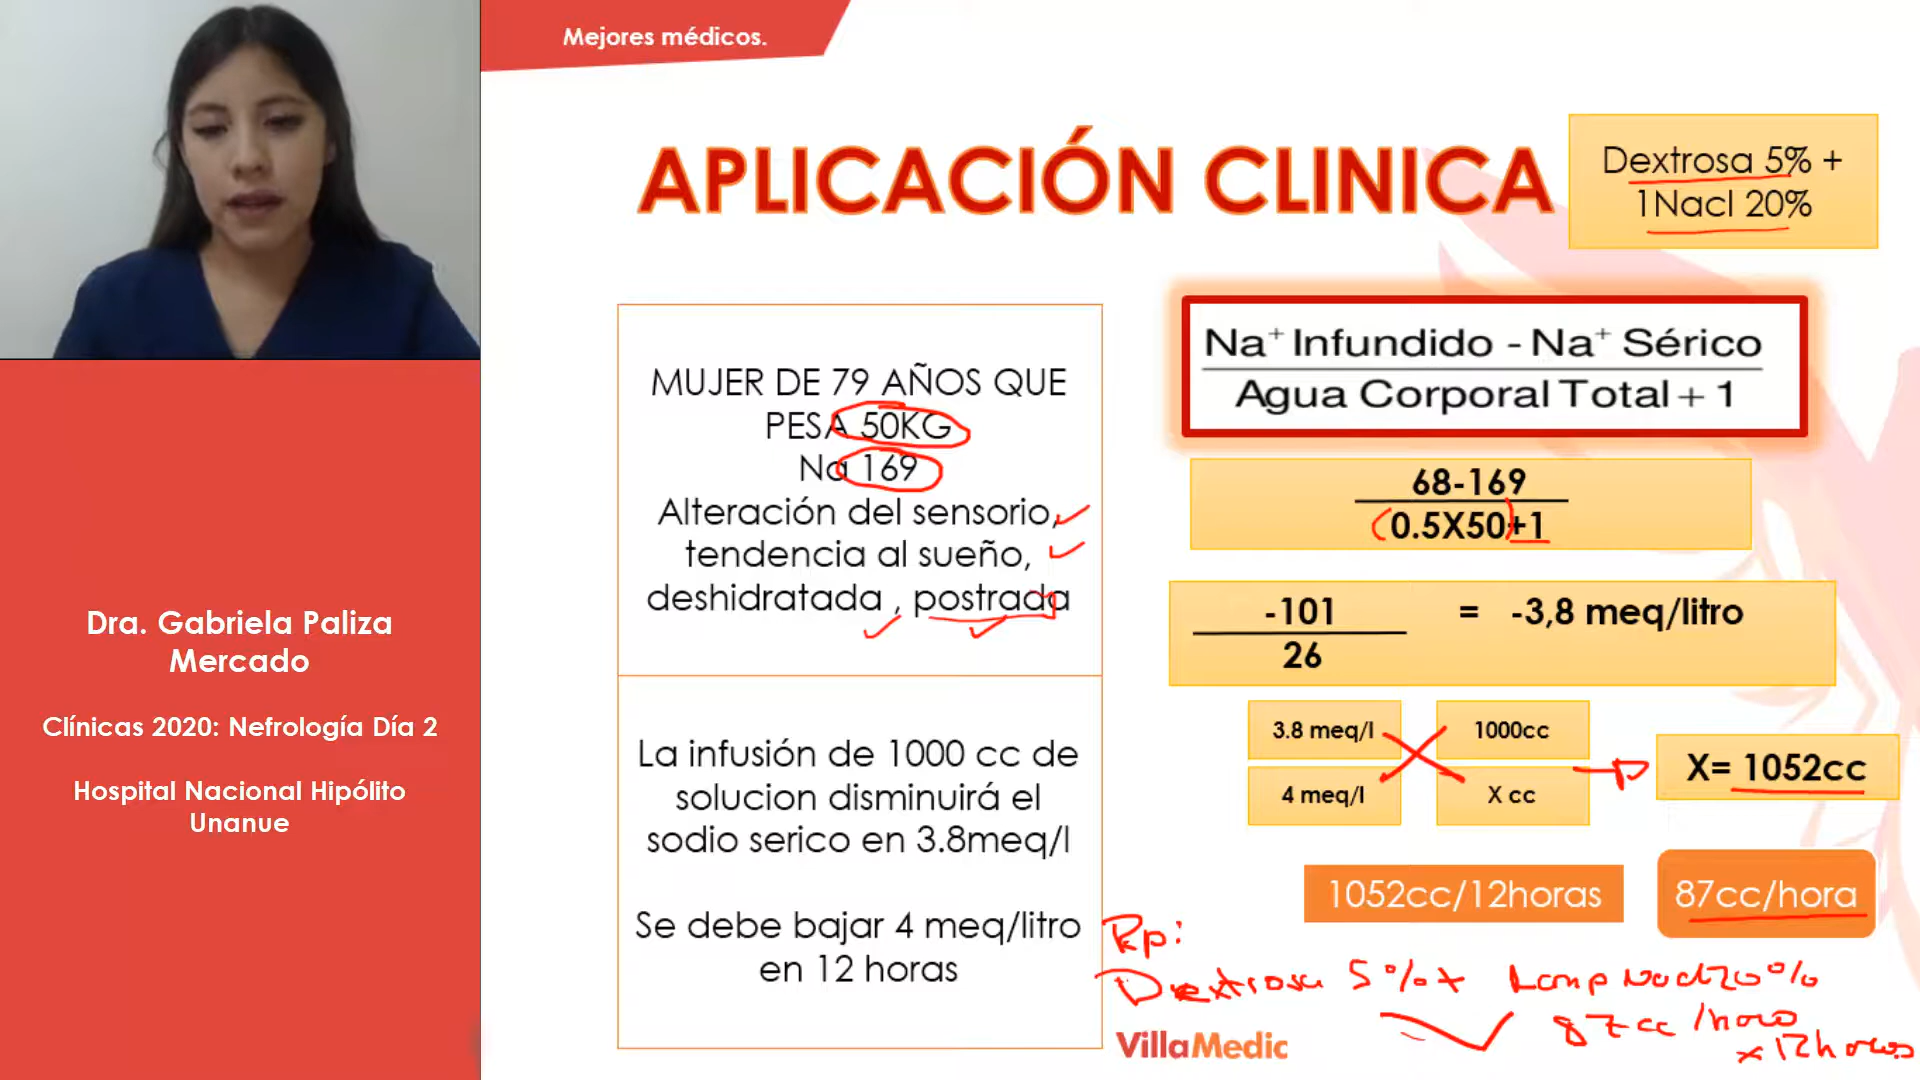 Mejores médicos.
APLICACIÓN CLINICA
Dextrosa 5% +
1Nacl 20%
MUJER DE 79 AÑOS QUE
PESA 50KG
Na 169
Alteración del sensorio,
tendencia al sueño,
deshidratada , postrada
La infusión de 1000 cc de
solucion disminuirá el
sodio serico en 3.8meq/l
Se debe bajar 4 meq/litro
en 12 horas
Na⁺ Infundido - Na⁺ Sérico
Agua Corporal Total + 1
68-169
(0.5X50)+1
-101 = -3,8 meq/litro
26
3.8 meq/l 1000cc
4 meq/l X cc
X= 1052cc
1052cc/12horas 87cc/hora
Rp:
Dextrosa 5% + 1amp Nacl 20%
87cc /hora
x 12horas
VillaMedic
Dra. Gabriela Paliza
Mercado
Clínicas 2020: Nefrología Día 2
Hospital Nacional Hipólito
Unanue